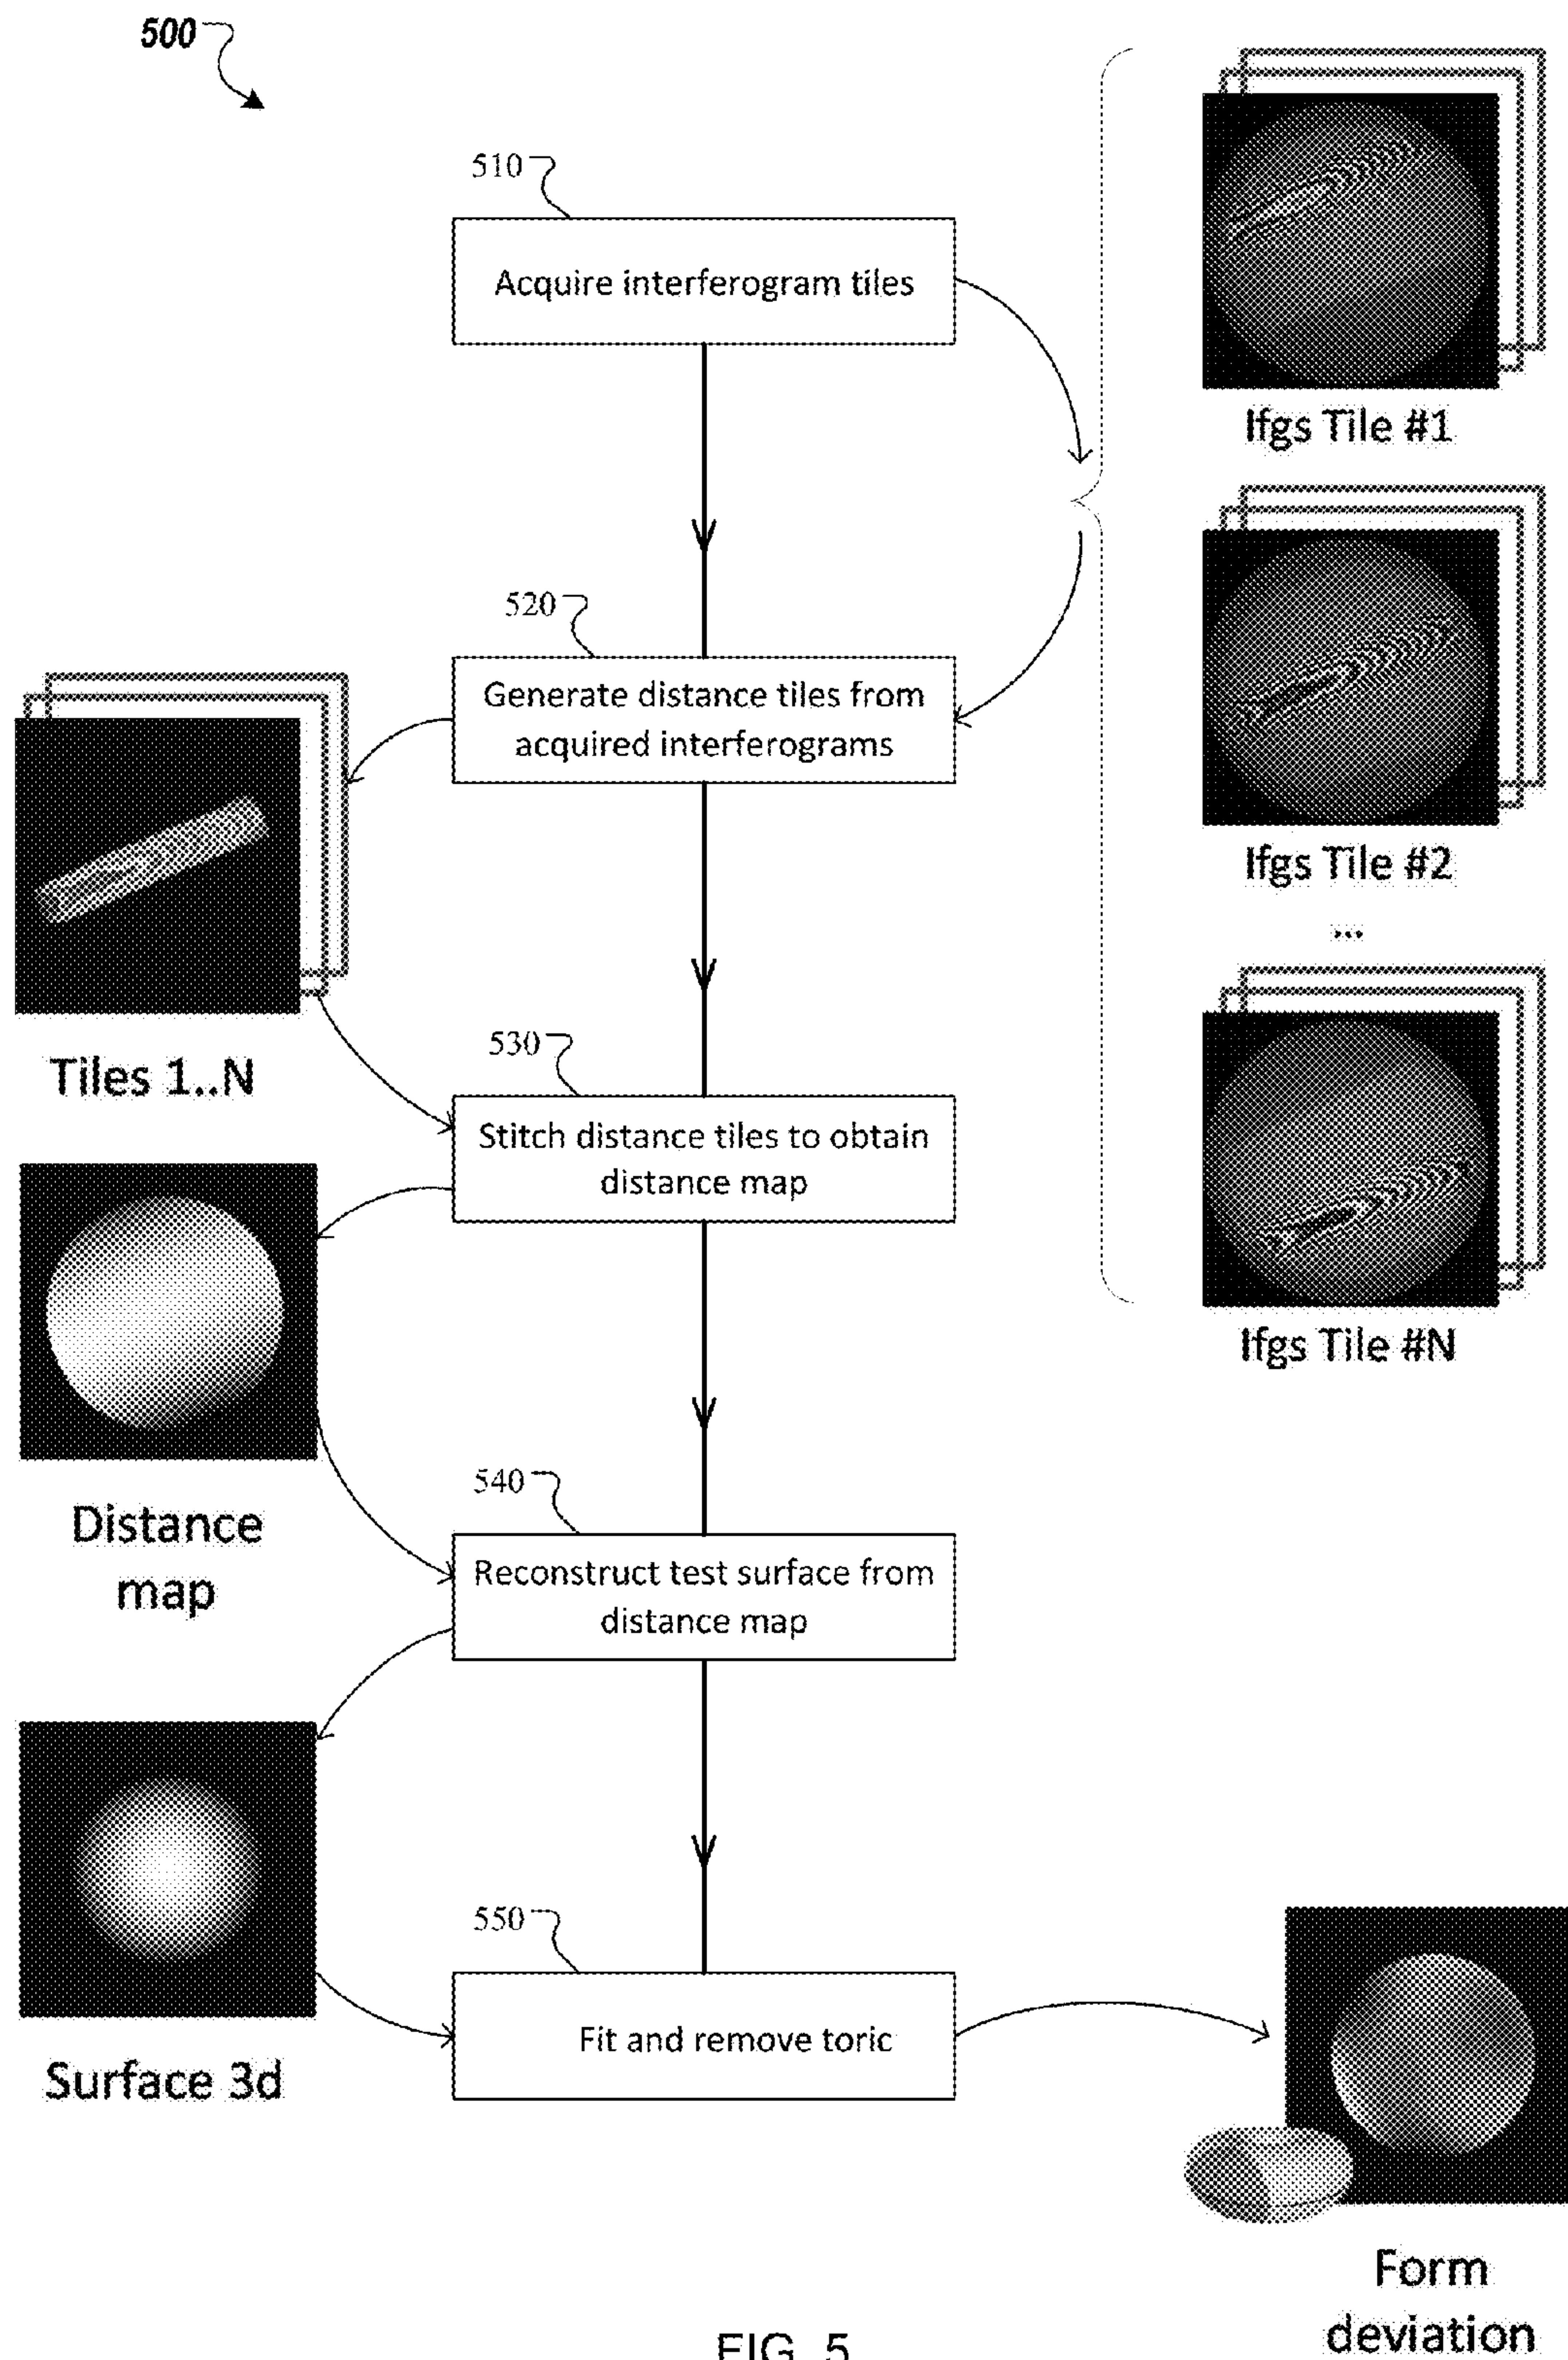 500
510
Acquire interferogram tiles
Ifgs Tile #1
520
Generate distance tiles from
acquired interferograms
Ifgs Tile #2
...
Tiles 1..N
530
Stitch distance tiles to obtain
distance map
Ifgs Tile #N
Distance
map
540
Reconstruct test surface from
distance map
Surface 3d
550
Fit and remove toric
Form
deviation
FIG. 5